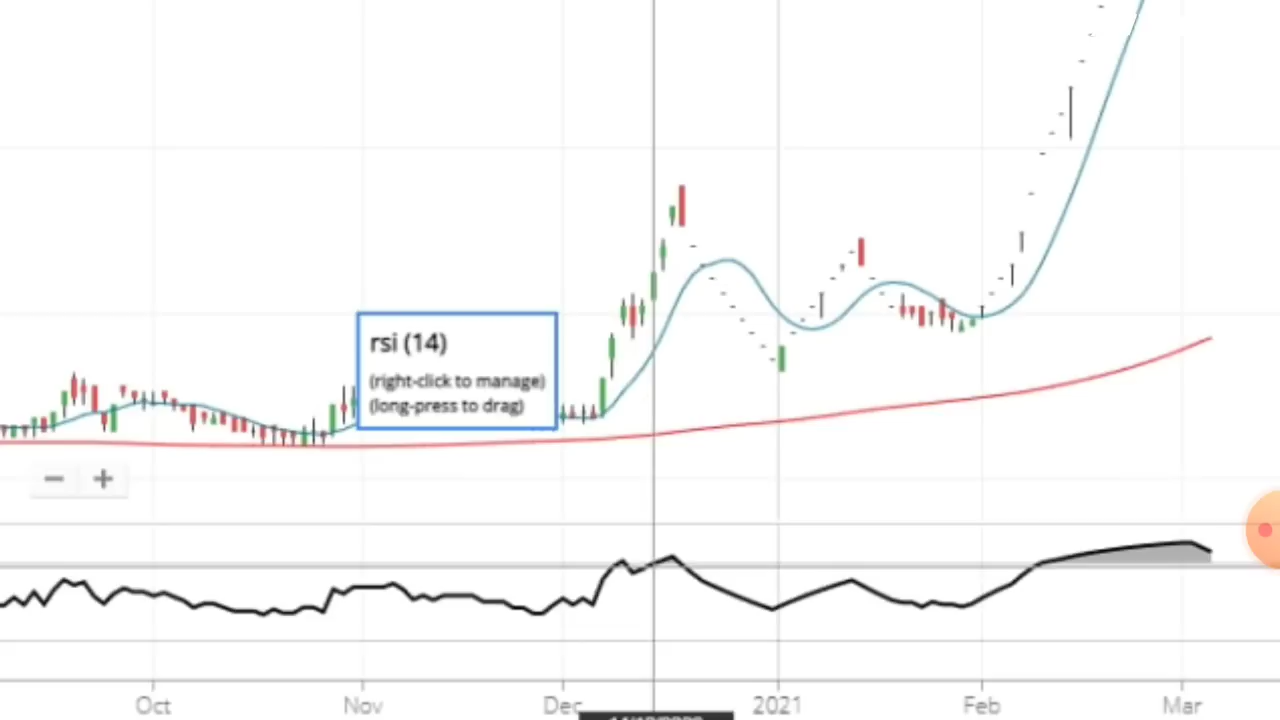 rsi (14)
(right-click to manage)
(long-press to drag)
− +
Oct Nov Dec 2021 Feb Mar